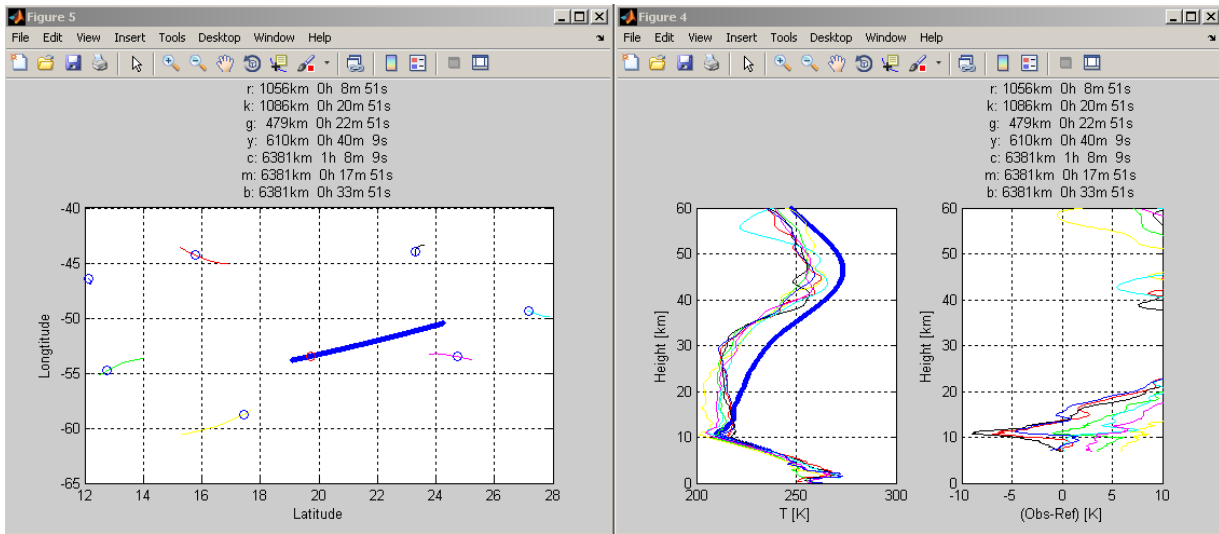 Figure 5
File Edit View Insert Tools Desktop Window Help
r: 1056km 0h 8m 51s
k: 1086km 0h 20m 51s
g: 479km 0h 22m 51s
y: 610km 0h 40m 9s
c: 6381km 1h 8m 9s
m: 6381km 0h 17m 51s
b: 6381km 0h 33m 51s
-40
-45
-50
-55
-60
-65
Longtitude
12 14 16 18 20 22 24 26 28
Latitude
Figure 4
File Edit View Insert Tools Desktop Window Help
r: 1056km 0h 8m 51s
k: 1086km 0h 20m 51s
g: 479km 0h 22m 51s
y: 610km 0h 40m 9s
c: 6381km 1h 8m 9s
m: 6381km 0h 17m 51s
b: 6381km 0h 33m 51s
60
50
40
30
20
10
0
Height [km]
200 250 300
T [K]
60
50
40
30
20
10
0
Height [km]
-10 -5 0 5 10
(Obs-Ref) [K]